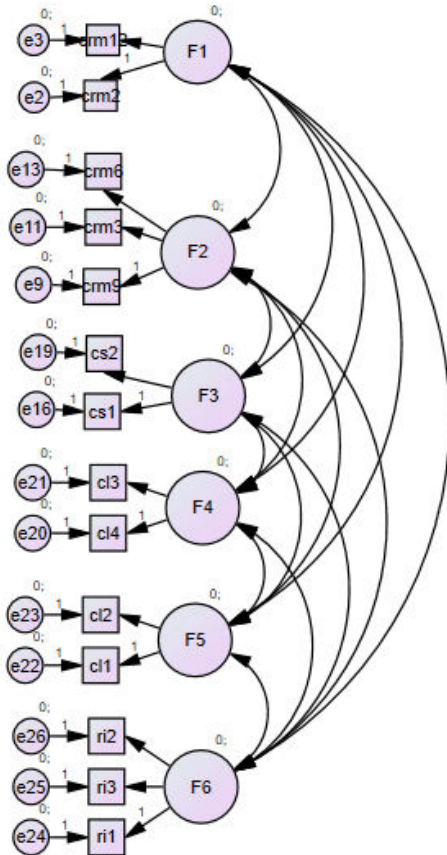 0; 0;
e3 1 F1
0; 1
e2 1 crm2
0;
e13 1 crm6
0; 0;
e11 1 crm3 F2
0; 1
e9 1 crm9
0;
e19 1 cs2 0;
0; F3
e16 1 cs1 1
0;
e21 1 cl3 0;
0; F4
e20 1 cl4 1
0; 0;
e23 1 cl2
0; F5
e22 1 cl1 1
0; 0;
e26 1 ri2
0;
e25 1 ri3 F6
0; 1
e24 1 ri1